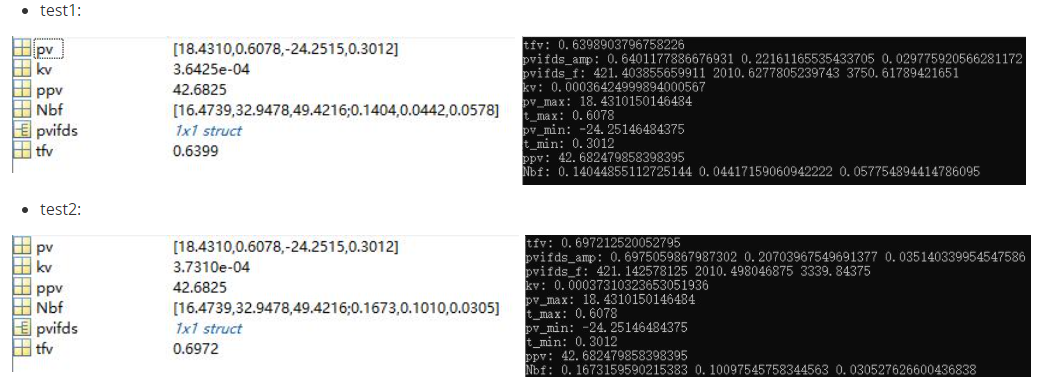 test1:
pv [18.4310,0.6078,-24.2515,0.3012]
kv 3.6425e-04
ppv 42.6825
Nbf [16.4739,32.9478,49.4216;0.1404,0.0442,0.0578]
pvifds 1x1 struct
tfv 0.6399
tfv: 0.6398903796758226
pvifds_amp: 0.6401177886676931 0.22161165535433705 0.029775920566281172
pvifds_f: 421.403855659911 2010.6277805239743 3750.61789421651
kv: 0.00036424999894000567
pv_max: 18.4310150146484
t_max: 0.6078
pv_min: -24.25146484375
t_min: 0.3012
ppv: 42.682479858398395
Nbf: 0.14044855112725144 0.04417159060942222 0.057754894414786095
test2:
pv [18.4310,0.6078,-24.2515,0.3012]
kv 3.7310e-04
ppv 42.6825
Nbf [16.4739,32.9478,49.4216;0.1673,0.1010,0.0305]
pvifds 1x1 struct
tfv 0.6972
tfv: 0.697212520052795
pvifds_amp: 0.6975059867987302 0.20703967549691377 0.035140339954547586
pvifds_f: 421.142578125 2010.498046875 3339.84375
kv: 0.00037310323653051936
pv_max: 18.4310150146484
t_max: 0.6078
pv_min: -24.25146484375
t_min: 0.3012
ppv: 42.682479858398395
Nbf: 0.1673159590215383 0.10097545758344563 0.030527626600436838